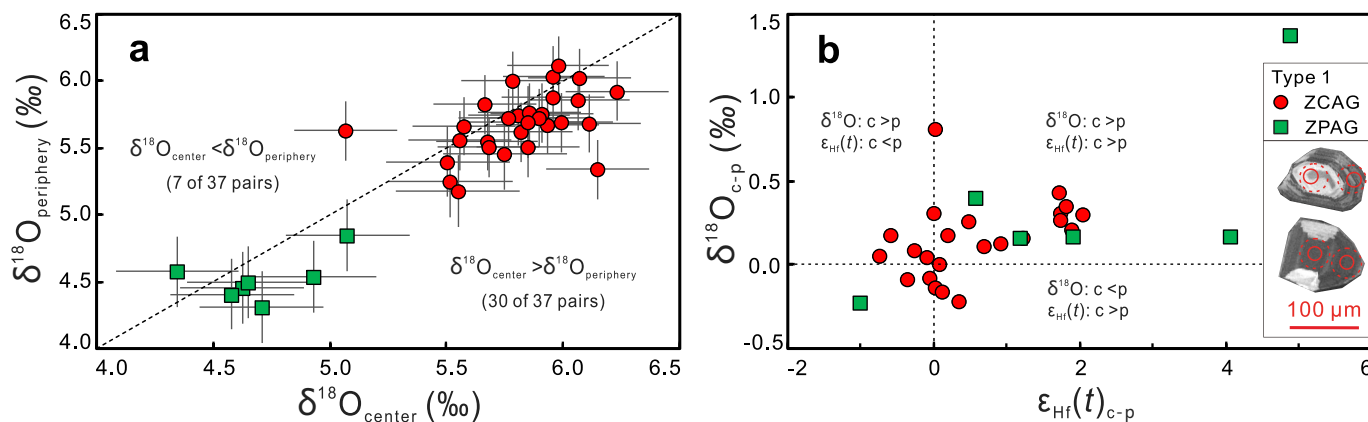 a
6.5
6.0
5.5
5.0
4.5
4.0
δ¹⁸Operiphery (‰)
δ¹⁸Ocenter <δ¹⁸Operiphery
(7 of 37 pairs)
δ¹⁸Ocenter >δ¹⁸Operiphery
(30 of 37 pairs)
4.0 4.5 5.0 5.5 6.0 6.5
δ¹⁸Ocenter (‰)
b
1.5
1.0
0.5
0.0
-0.5
δ¹⁸Oc-p (‰)
δ¹⁸O: c >p
εHf(t): c <p
δ¹⁸O: c >p
εHf(t): c >p
δ¹⁸O: c <p
εHf(t): c >p
Type 1
ZCAG
ZPAG
100 μm
-2 0 2 4 6
εHf(t)c-p